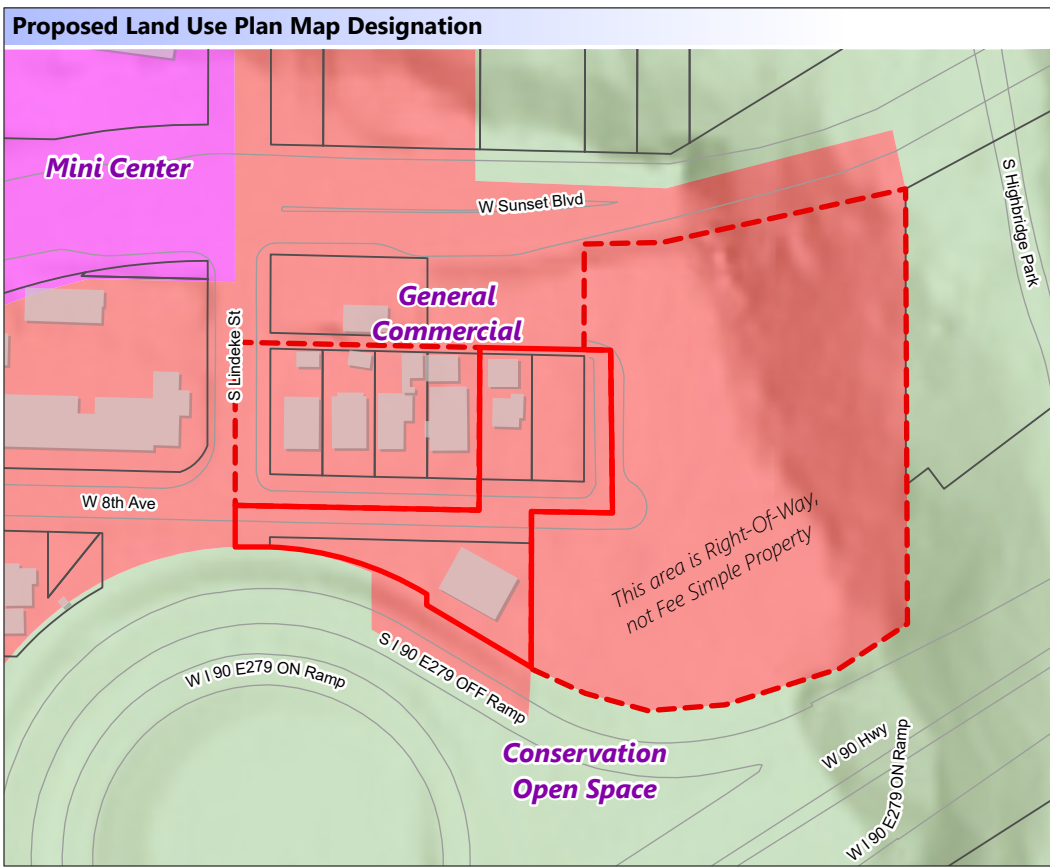 Proposed Land Use Plan Map Designation
Mini Center
S Highbridge Park
W Sunset Blvd
General
Commercial
S Lindeke St
W 8th Ave
This area is Right-Of-Way,
not Fee Simple Property
S I 90 E279 OFF Ramp
W I 90 E279 ON Ramp
Conservation
Open Space
W 90 Hwy
W I 90 E279 ON Ramp